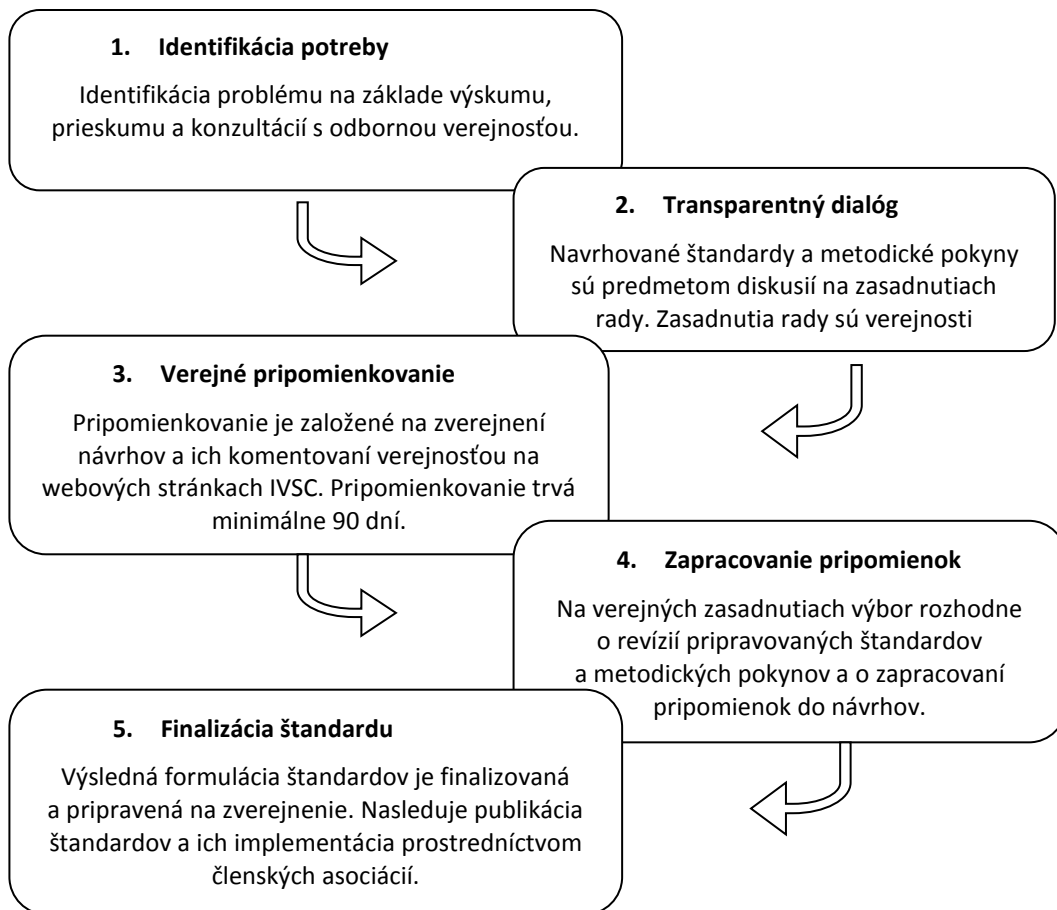 1. Identifikácia potreby
Identifikácia problému na základe výskumu,
prieskumu a konzultácií s odbornou verejnosťou.
2. Transparentný dialóg
Navrhované štandardy a metodické pokyny
sú predmetom diskusií na zasadnutiach
rady. Zasadnutia rady sú verejnosti
3. Verejné pripomienkovanie
Pripomienkovanie je založené na zverejnení
návrhov a ich komentovaní verejnosťou na
webových stránkach IVSC. Pripomienkovanie trvá
minimálne 90 dní.
4. Zapracovanie pripomienok
Na verejných zasadnutiach výbor rozhodne
o revízií pripravovaných štandardov
a metodických pokynov a o zapracovaní
pripomienok do návrhov.
5. Finalizácia štandardu
Výsledná formulácia štandardov je finalizovaná
a pripravená na zverejnenie. Nasleduje publikácia
štandardov a ich implementácia prostredníctvom
členských asociácií.